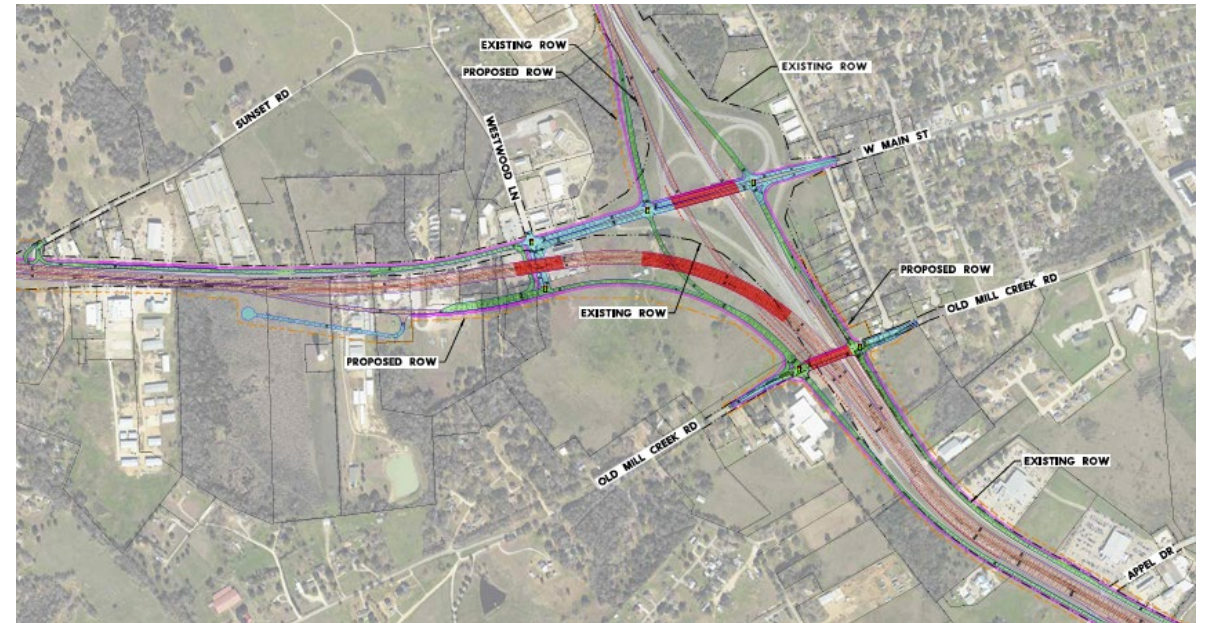 EXISTING ROW
PROPOSED ROW
EXISTING ROW
SUNSET RD
WESTWOOD LN
W MAIN ST
PROPOSED ROW
OLD MILL CREEK RD
EXISTING ROW
PROPOSED ROW
OLD MILL CREEK RD
EXISTING ROW
APPEL DR